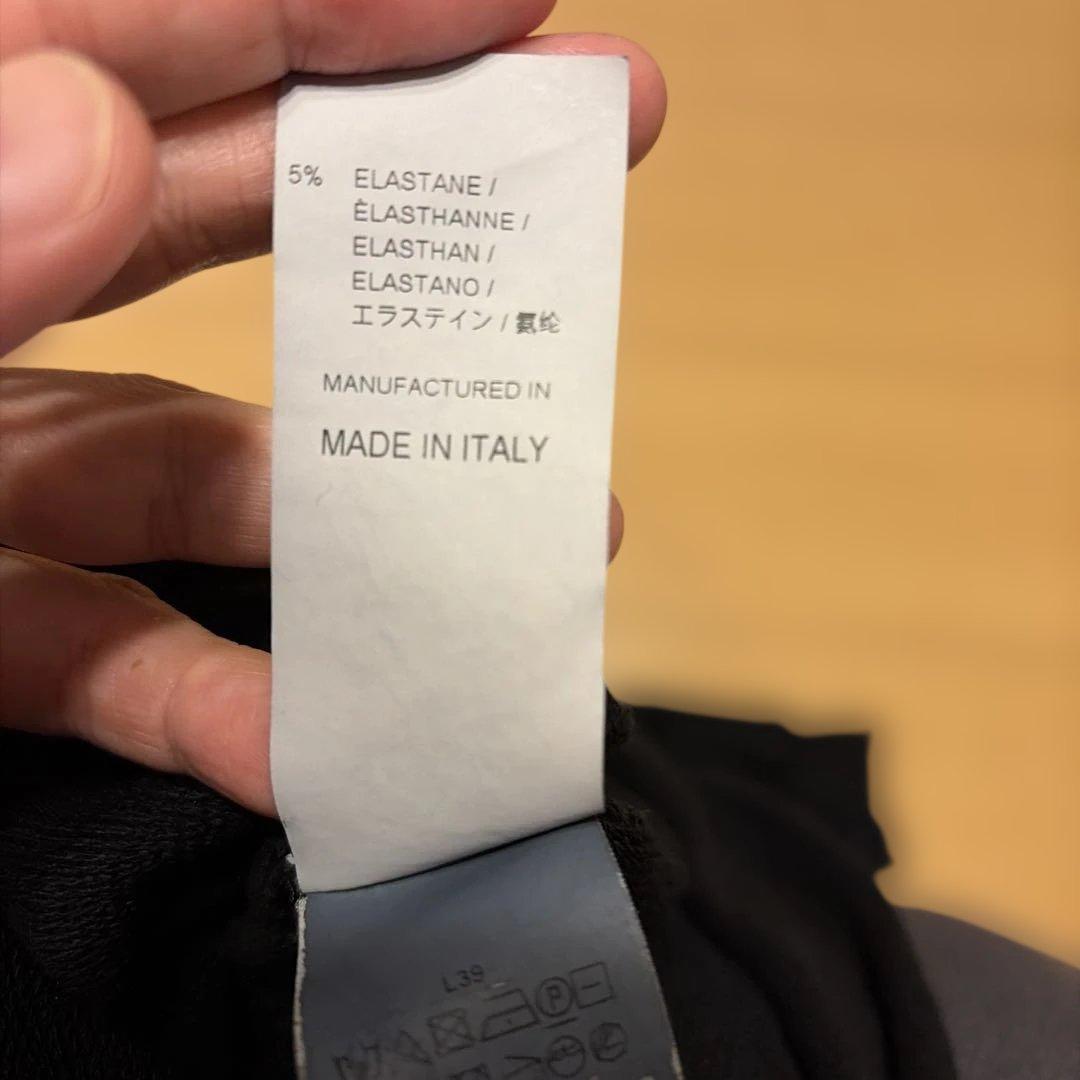 5% ELASTANE /
ÈLASTHANNE /
ELASTHAN /
ELASTANO /
エラステイン / 氨纶
MANUFACTURED IN
MADE IN ITALY
L39
P